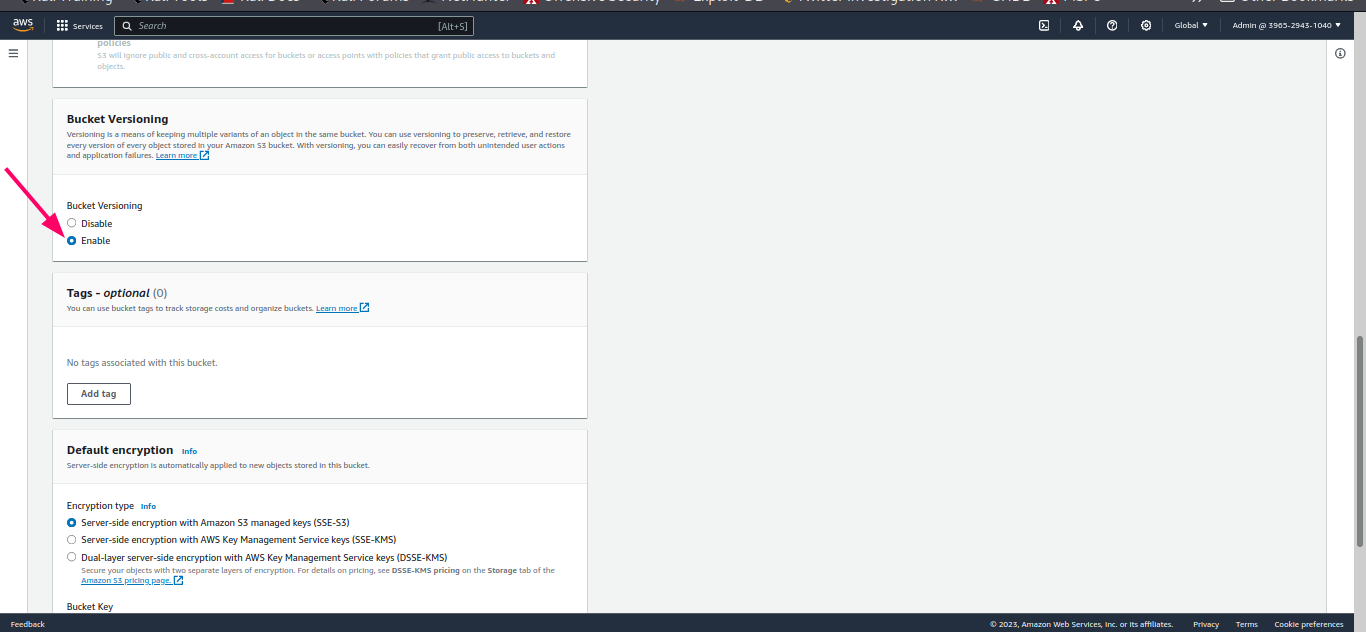 aws
Services
Search
[Alt+S]
Global
Admin @ 3965-2943-1040
policies
S3 will ignore public and cross-account access for buckets or access points with policies that grant public access to buckets and
objects.
Bucket Versioning
Versioning is a means of keeping multiple variants of an object in the same bucket. You can use versioning to preserve, retrieve, and restore
every version of every object stored in your Amazon S3 bucket. With versioning, you can easily recover from both unintended user actions
and application failures. Learn more
Bucket Versioning
Disable
Enable
Tags - optional (0)
You can use bucket tags to track storage costs and organize buckets. Learn more
No tags associated with this bucket.
Add tag
Default encryption Info
Server-side encryption is automatically applied to new objects stored in this bucket.
Encryption type Info
Server-side encryption with Amazon S3 managed keys (SSE-S3)
Server-side encryption with AWS Key Management Service keys (SSE-KMS)
Dual-layer server-side encryption with AWS Key Management Service keys (DSSE-KMS)
Secure your objects with two separate layers of encryption. For details on pricing, see DSSE-KMS pricing on the Storage tab of the
Amazon S3 pricing page.
Bucket Key
Feedback
© 2023, Amazon Web Services, Inc. or its affiliates.
Privacy
Terms
Cookie preferences